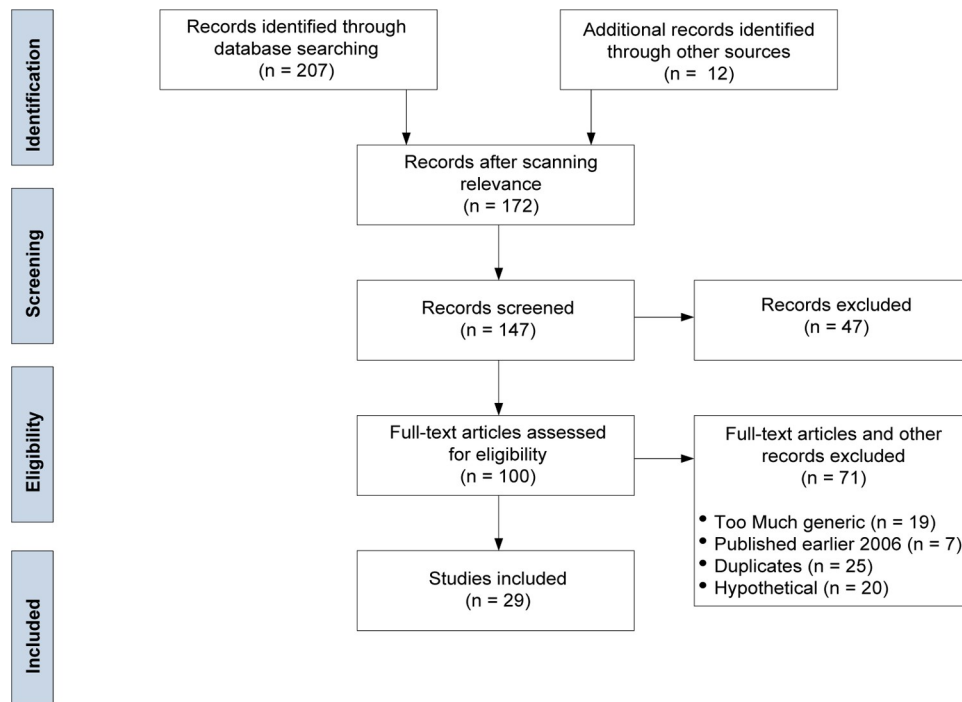 Identification
Records identified through
database searching
(n = 207)
Additional records identified
through other sources
(n = 12)
Records after scanning
relevance
(n = 172)
Screening
Records screened
(n = 147)
Records excluded
(n = 47)
Eligibility
Full-text articles assessed
for eligibility
(n = 100)
Full-text articles and other
records excluded
(n = 71)
• Too Much generic (n = 19)
• Published earlier 2006 (n = 7)
• Duplicates (n = 25)
• Hypothetical (n = 20)
Included
Studies included
(n = 29)